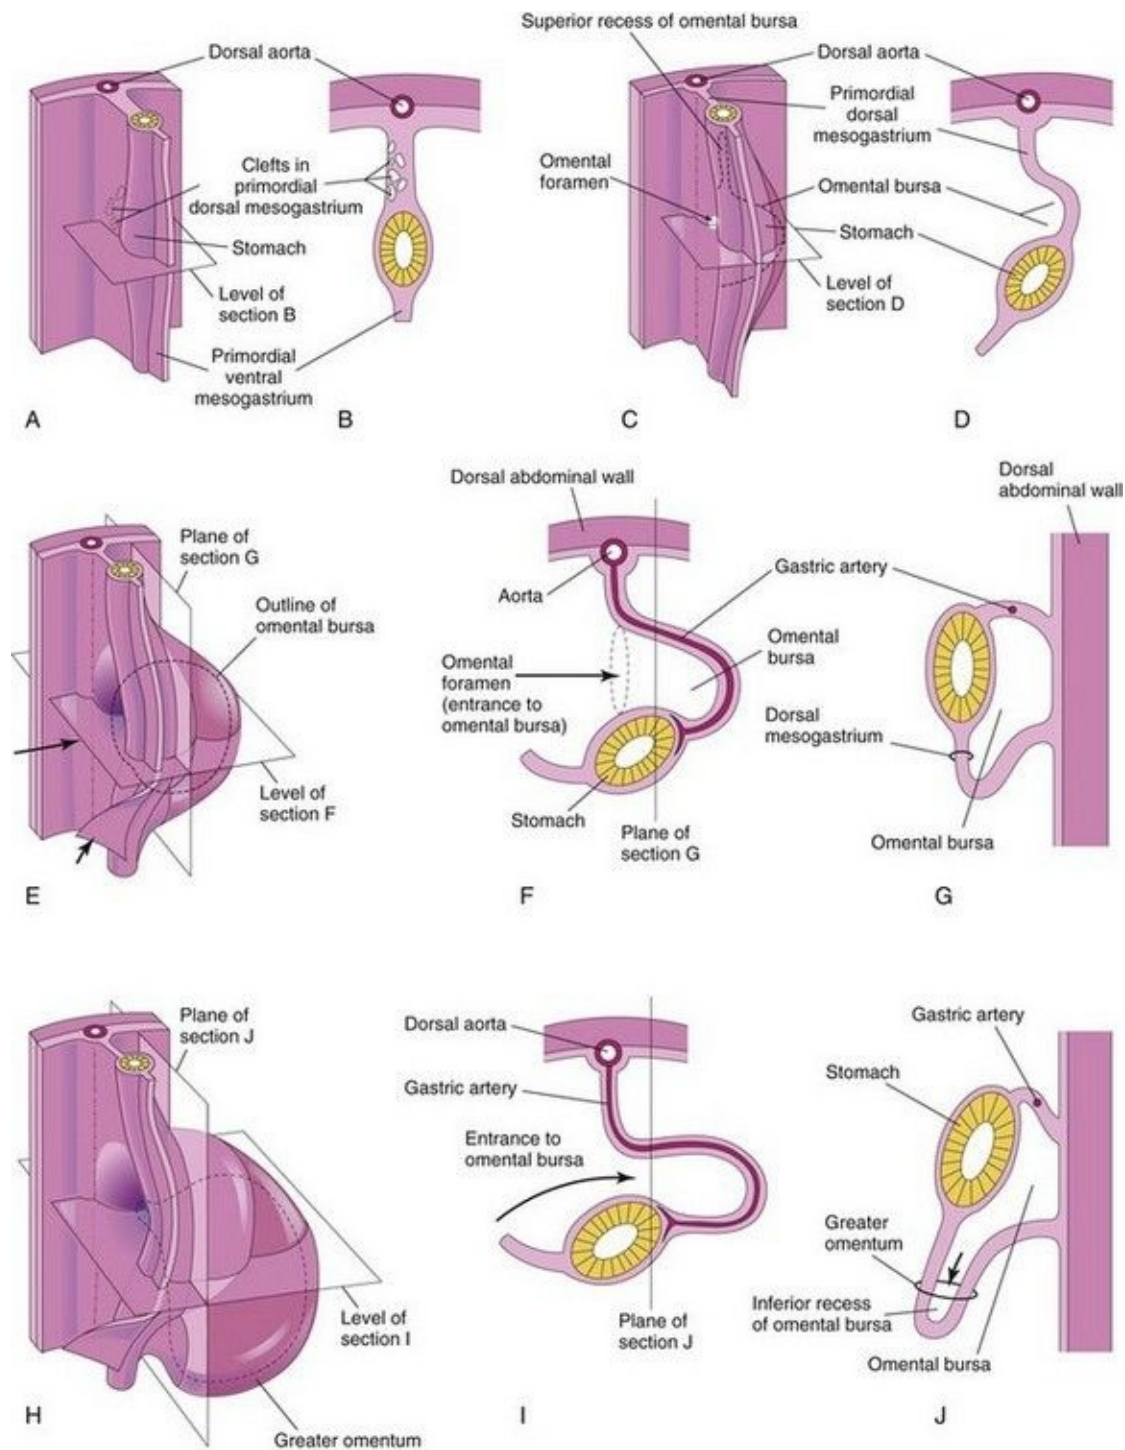 Superior recess of omental bursa
Dorsal aorta
Clefts in
primordial
dorsal mesogastrium
Stomach
Level of
section B
Primordial
ventral
mesogastrium
A
B
Dorsal aorta
Primordial
dorsal
mesogastrium
Omental
foramen
Omental bursa
Stomach
Level of
section D
C
D
Plane of
section G
Outline of
omental bursa
Level of
section F
E
Dorsal abdominal wall
Aorta
Gastric artery
Omental
foramen
(entrance to
omental bursa)
Omental
bursa
Stomach
Plane of
section G
F
Dorsal
abdominal wall
Dorsal
mesogastrium
Omental bursa
G
Plane of
section J
Level of
section I
Greater omentum
H
Dorsal aorta
Gastric artery
Entrance to
omental bursa
Plane of
section J
I
Gastric artery
Stomach
Greater
omentum
Inferior recess
of omental bursa
Omental bursa
J